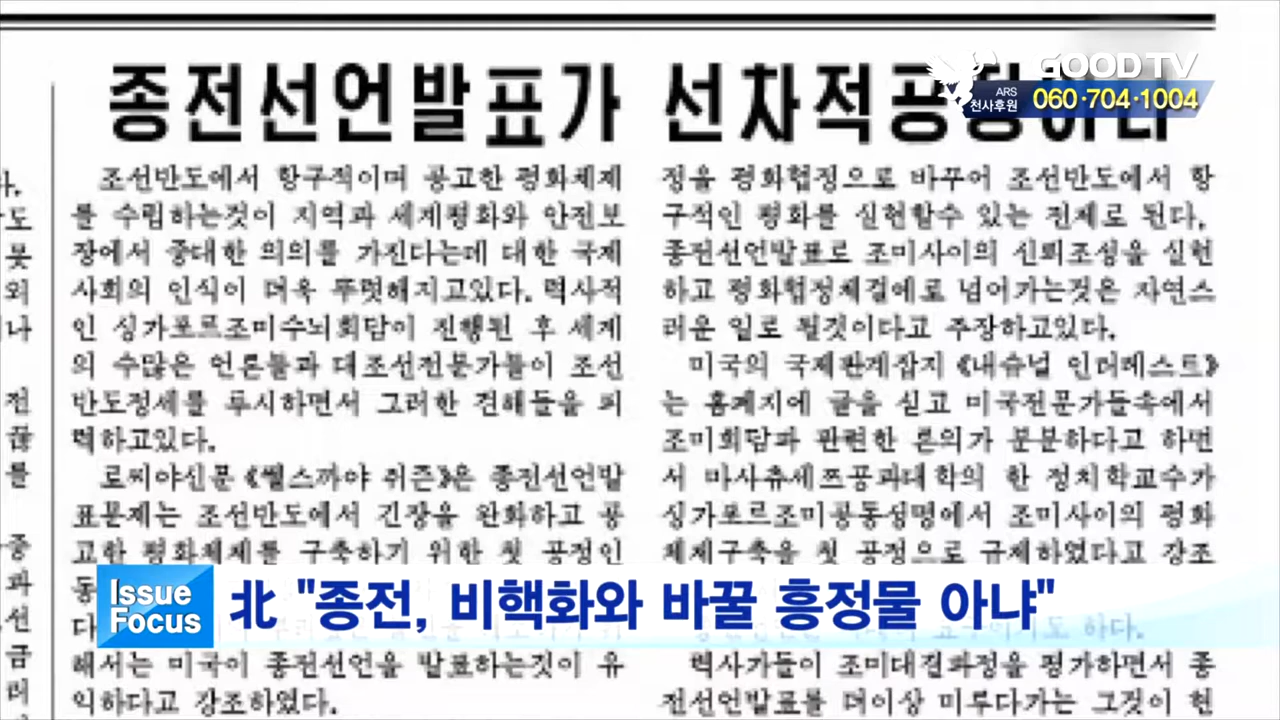 GOODTV
ARS
천사후원
060·704·1004
종전선언발표가 선차적공정이다
조선반도에서 항구적이며 공고한 평화체제
를 수립하는것이 지역과 세계평화와 안전보
장에서 중대한 의의를 가진다는데 대한 국제
사회의 인식이 더욱 뚜렷해지고있다. 력사적
인 싱가포르조미수뇌회담이 진행된 후 세계
의 수많은 언론들과 대조선전문가들이 조선
반도정세를 루시하면서 그러한 견해들을 피
력하고있다.
로씨야신문《쎌스까야 쥐즌》은 종전선언발
표문제는 조선반도에서 긴장을 완화하고 공
고한 평화체제를 구축하기 위한 첫 공정인
동
다
해서는 미국이 종전선언을 발표하는것이 유
익하다고 강조하였다.
정을 평화협정으로 바꾸어 조선반도에서 항
구적인 평화를 실현할수 있는 전제로 된다.
종전선언발표로 조미사이의 신뢰조성을 실현
하고 평화협정체결에로 넘어가는것은 자연스
러운 일로 될것이다고 주장하고있다.
미국의 국제관계잡지《내슈널 인터레스트》
는 홈페지에 글을 싣고 미국전문가들속에서
조미회담과 관련한 론의가 분분하다고 하면
서 마사츄세쯔공과대학의 한 정치학교수가
싱가포르조미공동성명에서 조미사이의 평화
체제구축을 첫 공정으로 규제하였다고 강조
하다.
력사가들이 조미대결과정을 평가하면서 종
전선언발표를 더이상 미루다가는 그것이 현
Issue
Focus
北 "종전, 비핵화와 바꿀 흥정물 아냐"